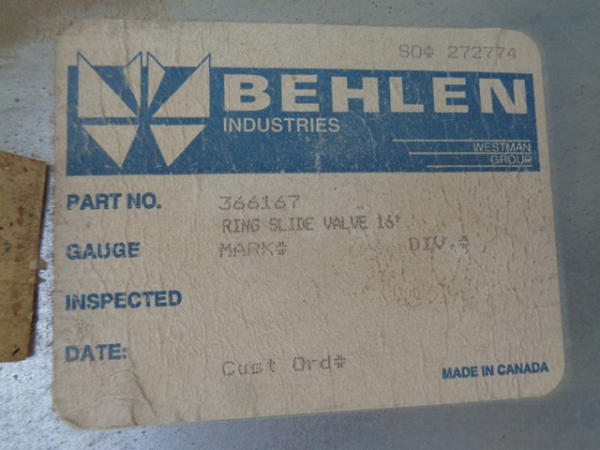 SO# 272774
BEHLEN
INDUSTRIES
WESTMAN
GROUP
PART NO. 366167
RING SLIDE VALVE 16'
GAUGE MARK# DIV.#
INSPECTED
DATE:
Cust Ord#
MADE IN CANADA